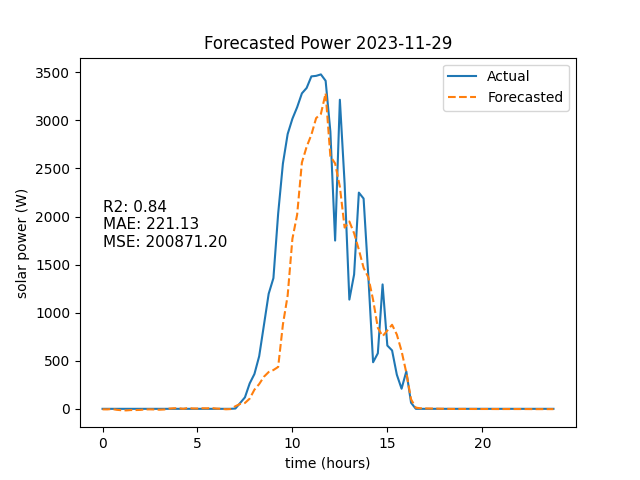 Forecasted Power 2023-11-29
Actual
Forecasted
R2: 0.84
MAE: 221.13
MSE: 200871.20
solar power (W)
3500
3000
2500
2000
1500
1000
500
0
0 5 10 15 20
time (hours)